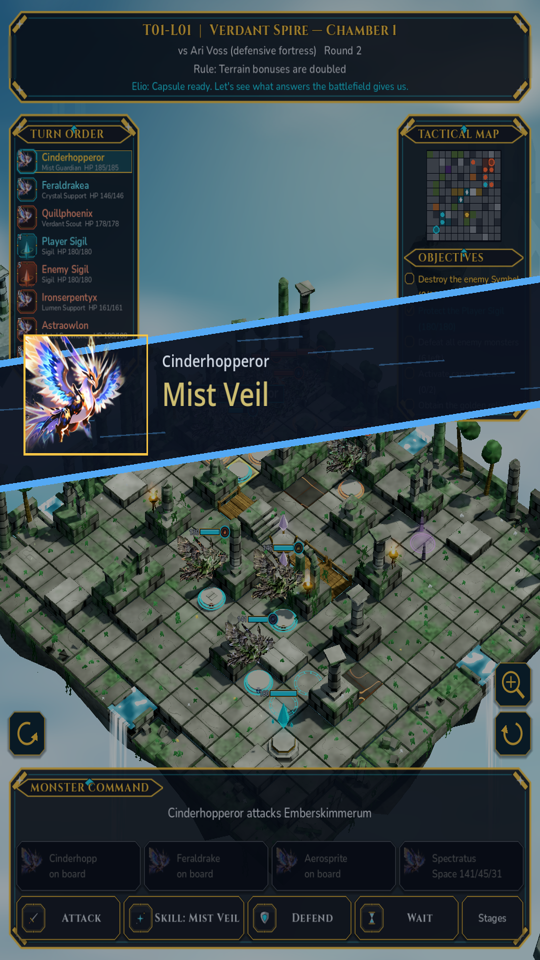 T01-L01 | Verdant Spire — Chamber 1
vs Ari Voss (defensive fortress) Round 2
Rule: Terrain bonuses are doubled
Elio: Capsule ready. Let's see what answers the battlefield gives us.
Turn Order
Cinderhopperor
Mist Guardian HP 185/185
Feraldrakea
Crystal Support HP 146/146
Quillphoenix
Verdant Scout HP 178/178
Player Sigil
Sigil HP 180/180
Enemy Sigil
Sigil HP 180/180
Ironserpentyx
Lumen Support HP 161/161
Astraowlon
Tactical Map
Objectives
Destroy the enemy Symbol
Cinderhopperor
Mist Veil
Monster Command
Cinderhopperor attacks Emberskimmerum
Cinderhopp
on board
Feraldrake
on board
Aerosprite
on board
Spectratus
Space 141/45/31
Attack
Skill: Mist Veil
Defend
Wait
Stages